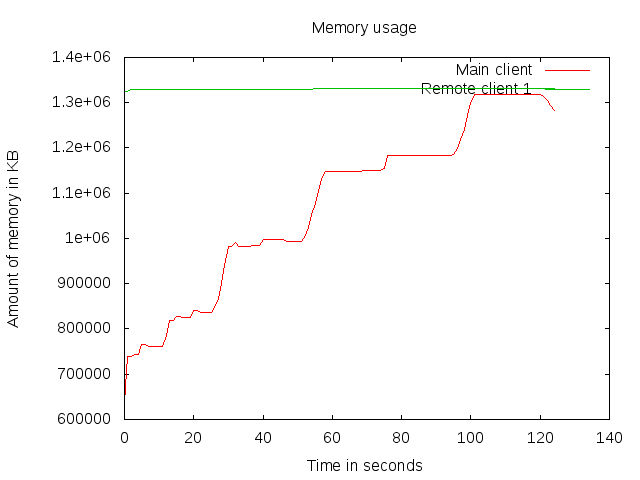 Memory usage
Main client
Remote client 1
Amount of memory in KB
1.4e+06
1.3e+06
1.2e+06
1.1e+06
1e+06
900000
800000
700000
600000
0 20 40 60 80 100 120 140
Time in seconds